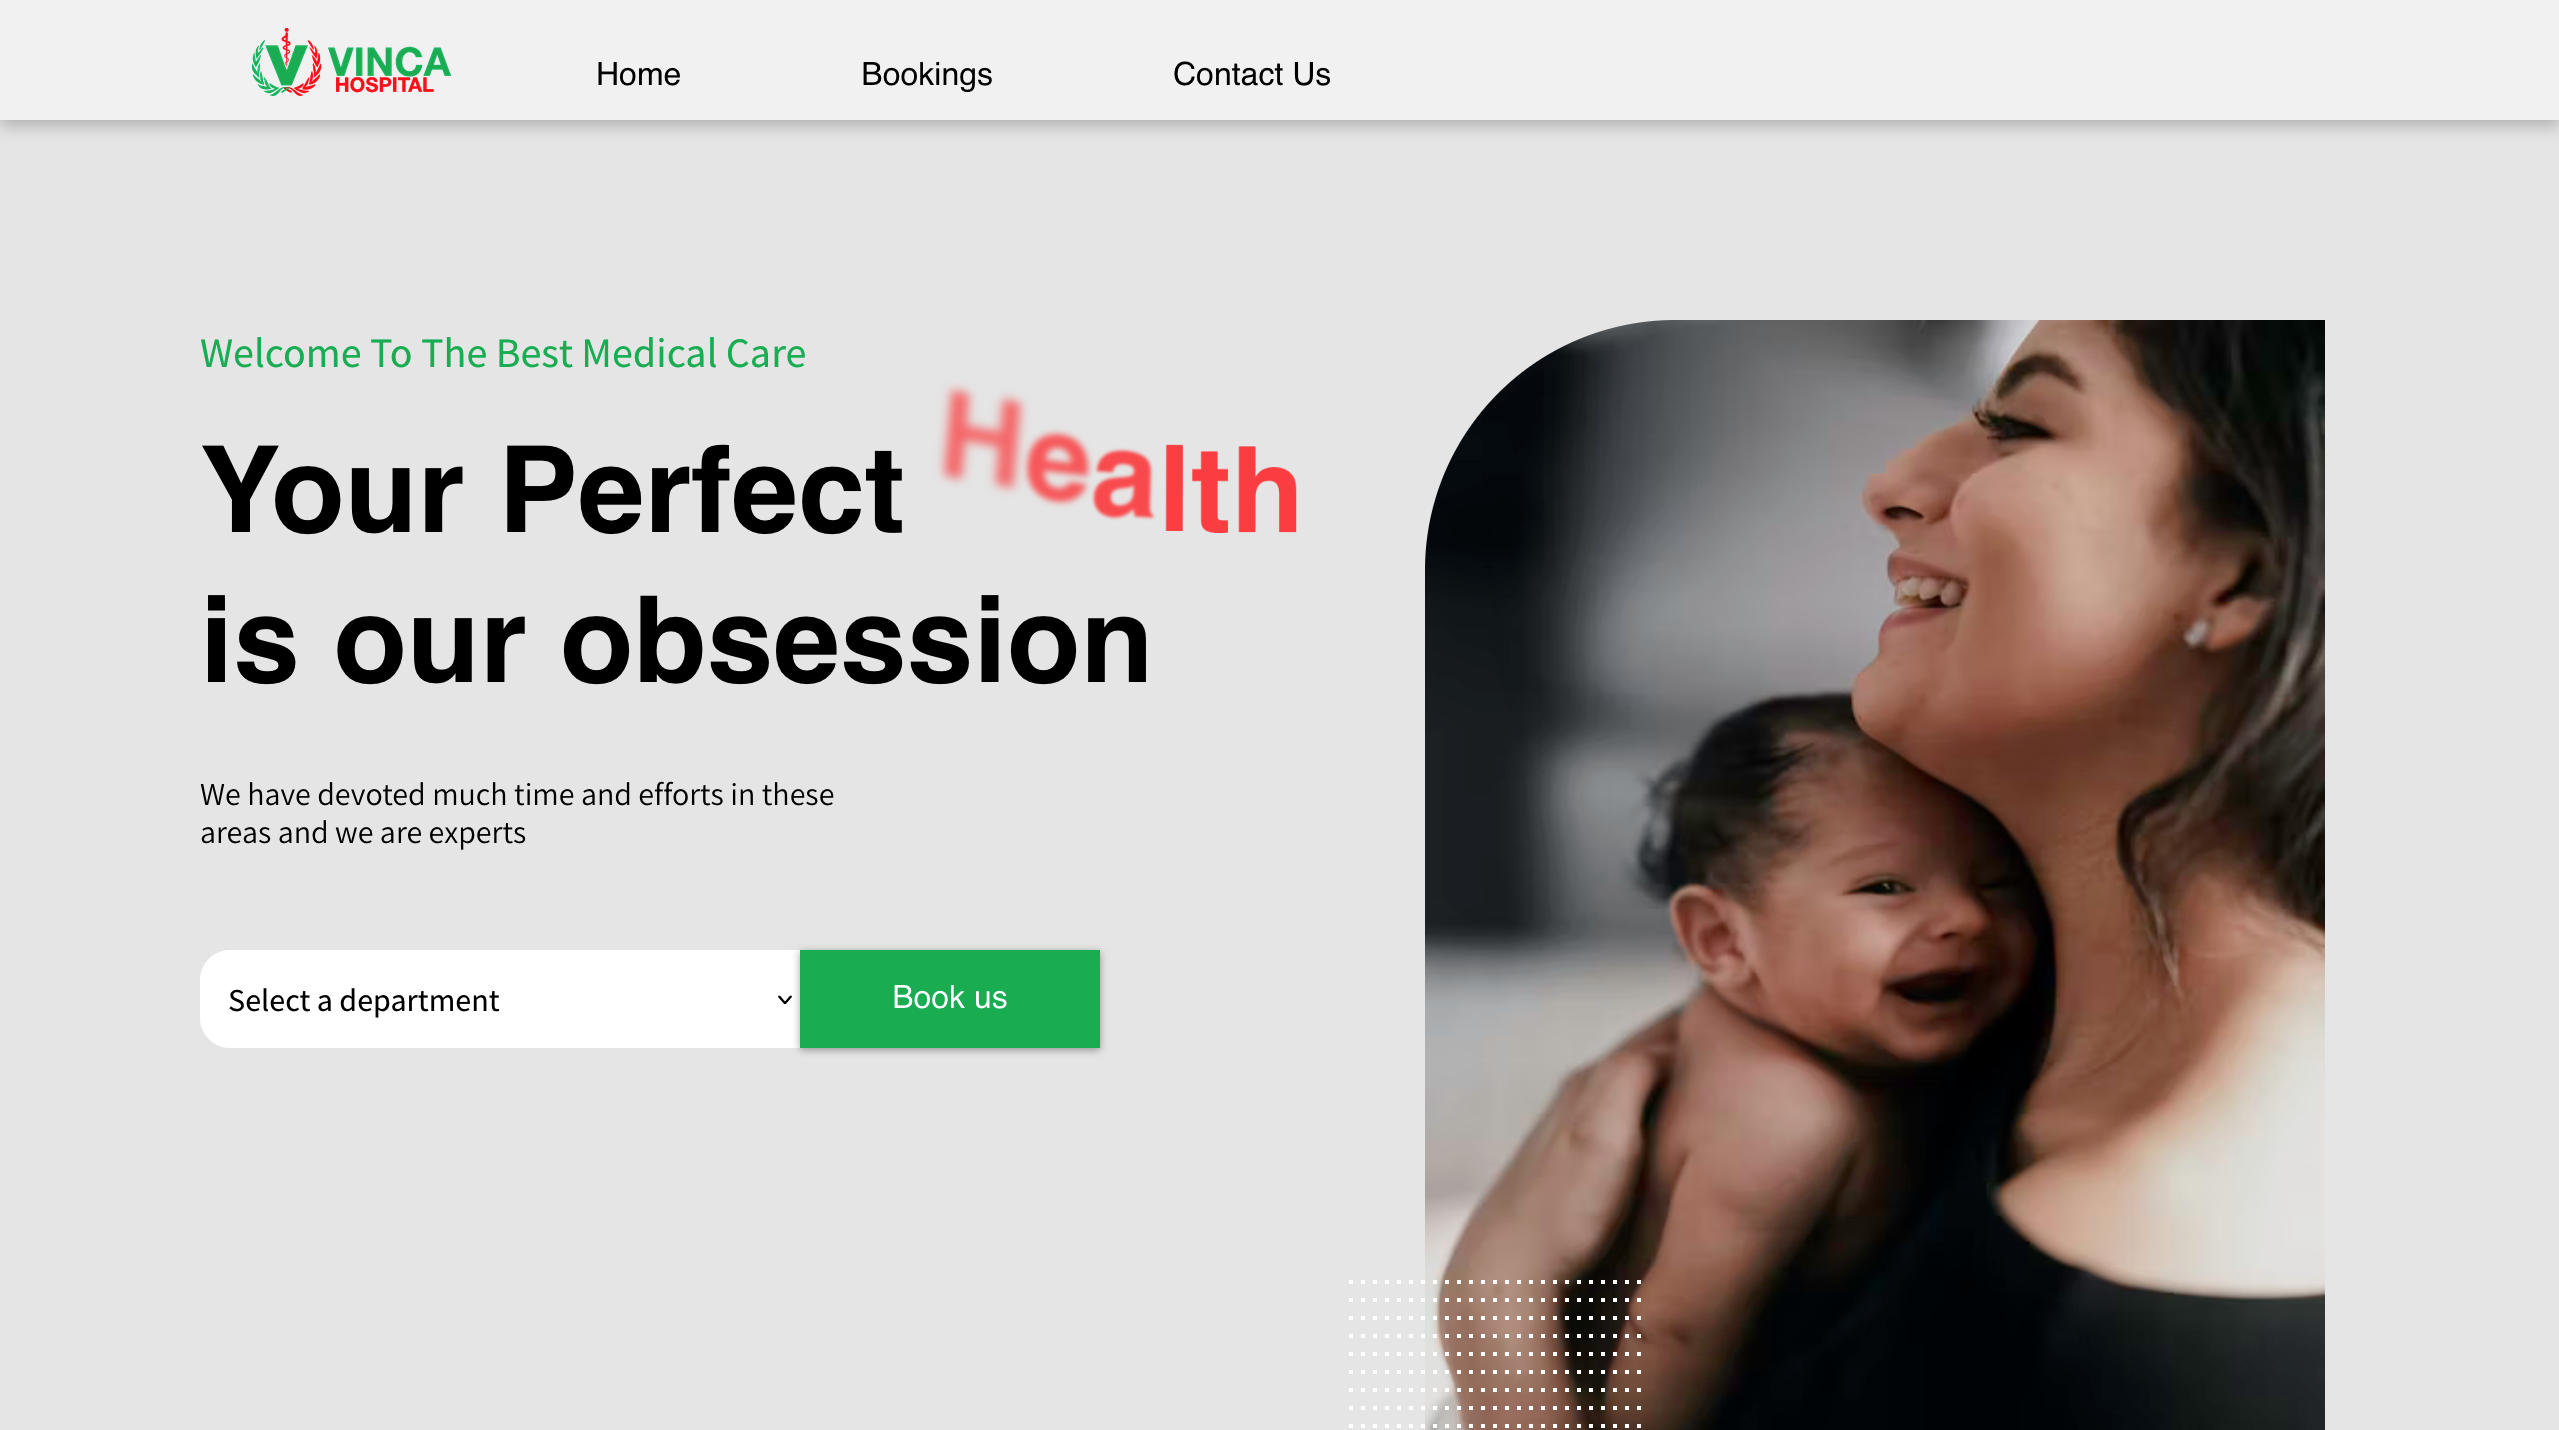 VINCA
HOSPITAL
Home
Bookings
Contact Us
Welcome To The Best Medical Care
Your Perfect Health
is our obsession
We have devoted much time and efforts in these
areas and we are experts
Select a department
Book us